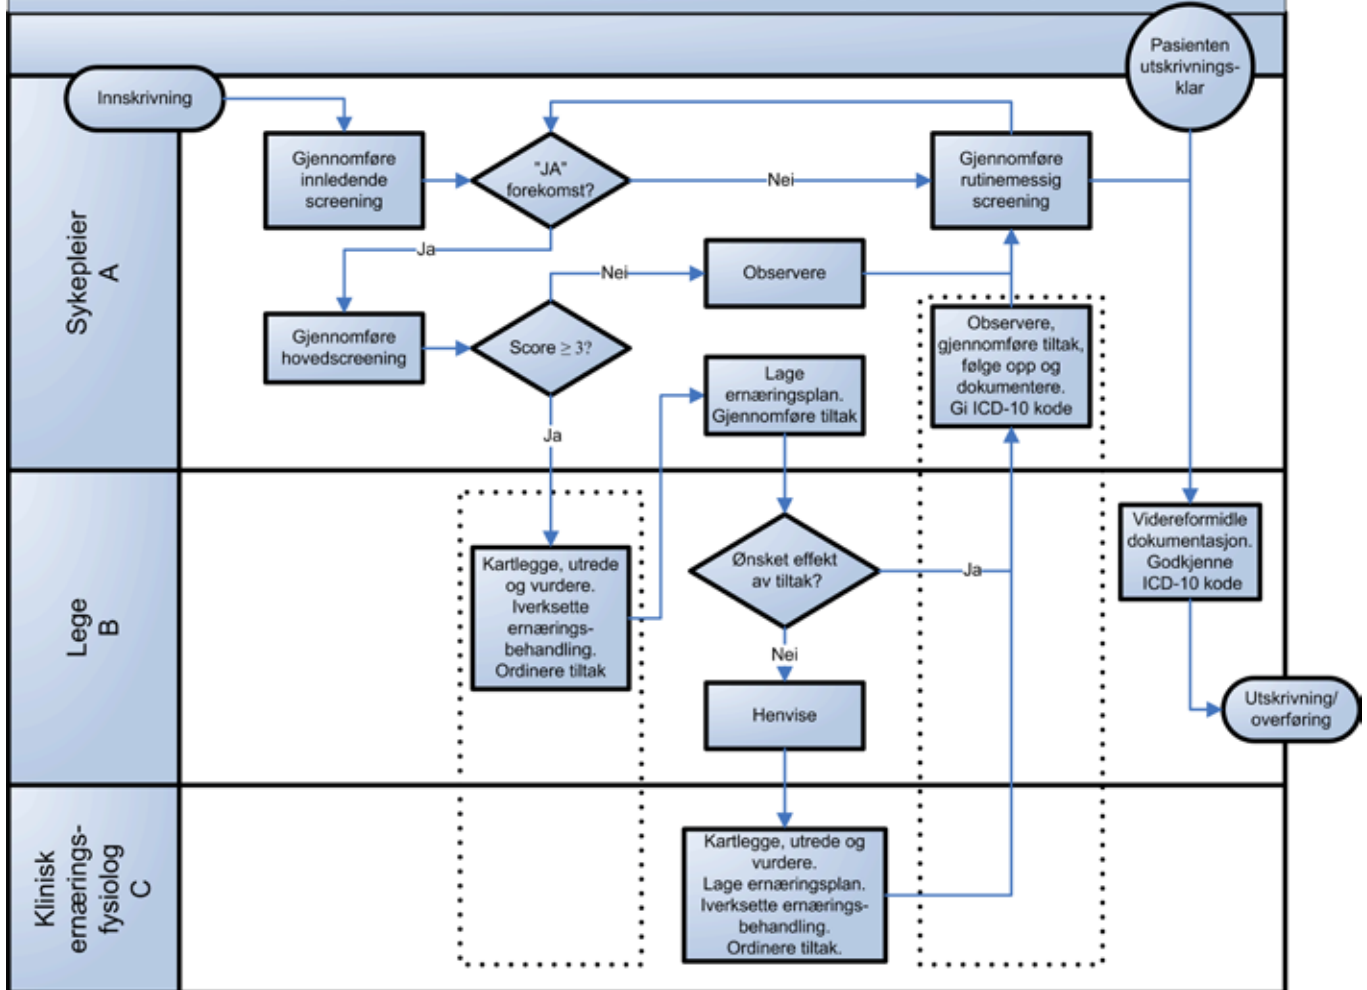 Pasienten
utskrivnings-
klar
Innskrivning
Sykepleier
A
Gjennomføre
innledende
screening
"JA"
forekomst?
Nei
Gjennomføre
rutinemessig
screening
Ja
Nei
Observere
Gjennomføre
hovedscreening
Score ≥ 3?
Lage
ernæringsplan.
Gjennomføre tiltak
Observere,
gjennomføre tiltak,
følge opp og
dokumentere.
Gi ICD-10 kode
Ja
Lege
B
Kartlegge, utrede
og vurdere.
Iverksette
ernærings-
behandling.
Ordinere tiltak
Ønsket effekt
av tiltak?
Ja
Videreformidle
dokumentasjon.
Godkjenne
ICD-10 kode
Nei
Henvise
Utskrivning/
overføring
Klinisk
ernærings-
fysiolog
C
Kartlegge, utrede og
vurdere.
Lage ernæringsplan.
Iverksette ernærings-
behandling.
Ordinere tiltak.